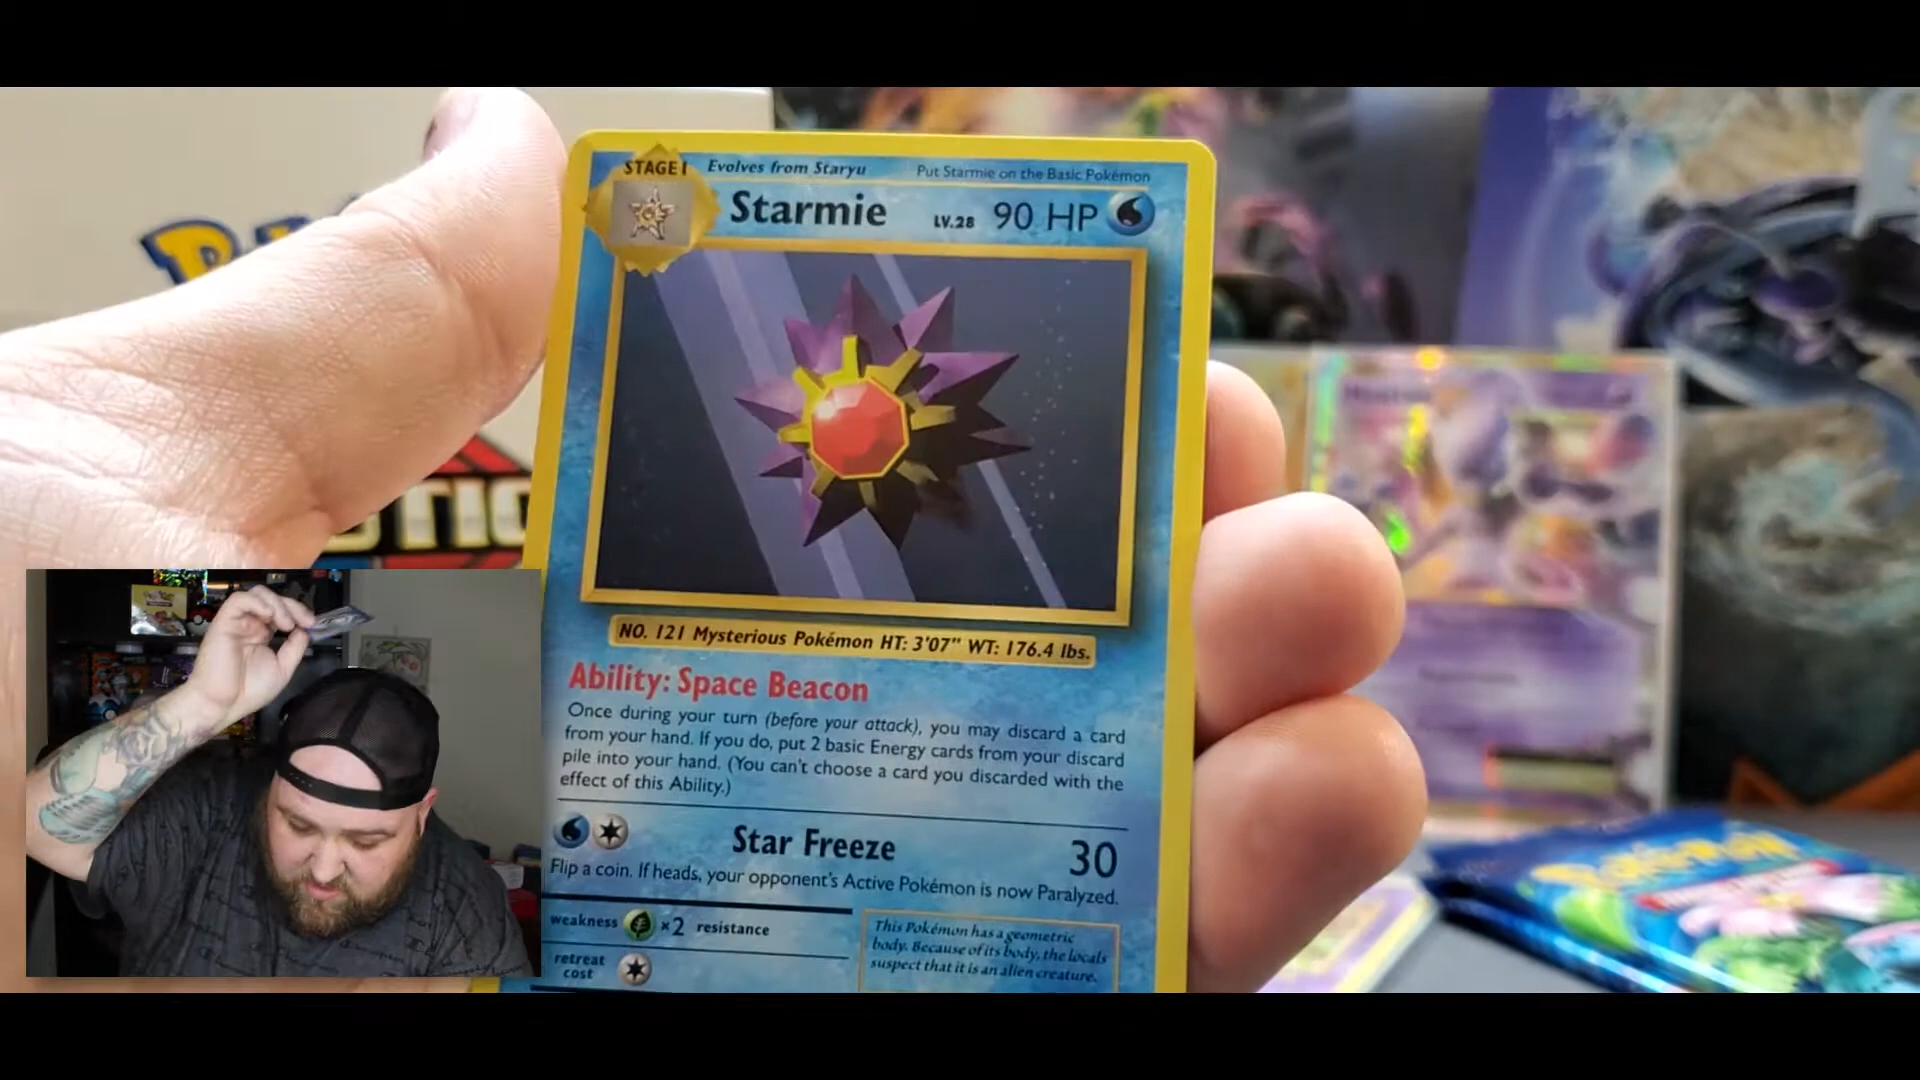 STAGE 1 Evolves from Staryu Put Starmie on the Basic Pokémon
Starmie LV.28 90 HP
NO. 121 Mysterious Pokémon HT: 3'07" WT: 176.4 lbs.
Ability: Space Beacon
Once during your turn (before your attack), you may discard a card
from your hand. If you do, put 2 basic Energy cards from your discard
pile into your hand. (You can't choose a card you discarded with the
effect of this Ability.)
Star Freeze 30
Flip a coin. If heads, your opponent's Active Pokémon is now Paralyzed.
weakness ×2 resistance
retreat
cost
This Pokémon has a geometric
body. Because of its body, the locals
suspect that it is an alien creature.
Pokémon